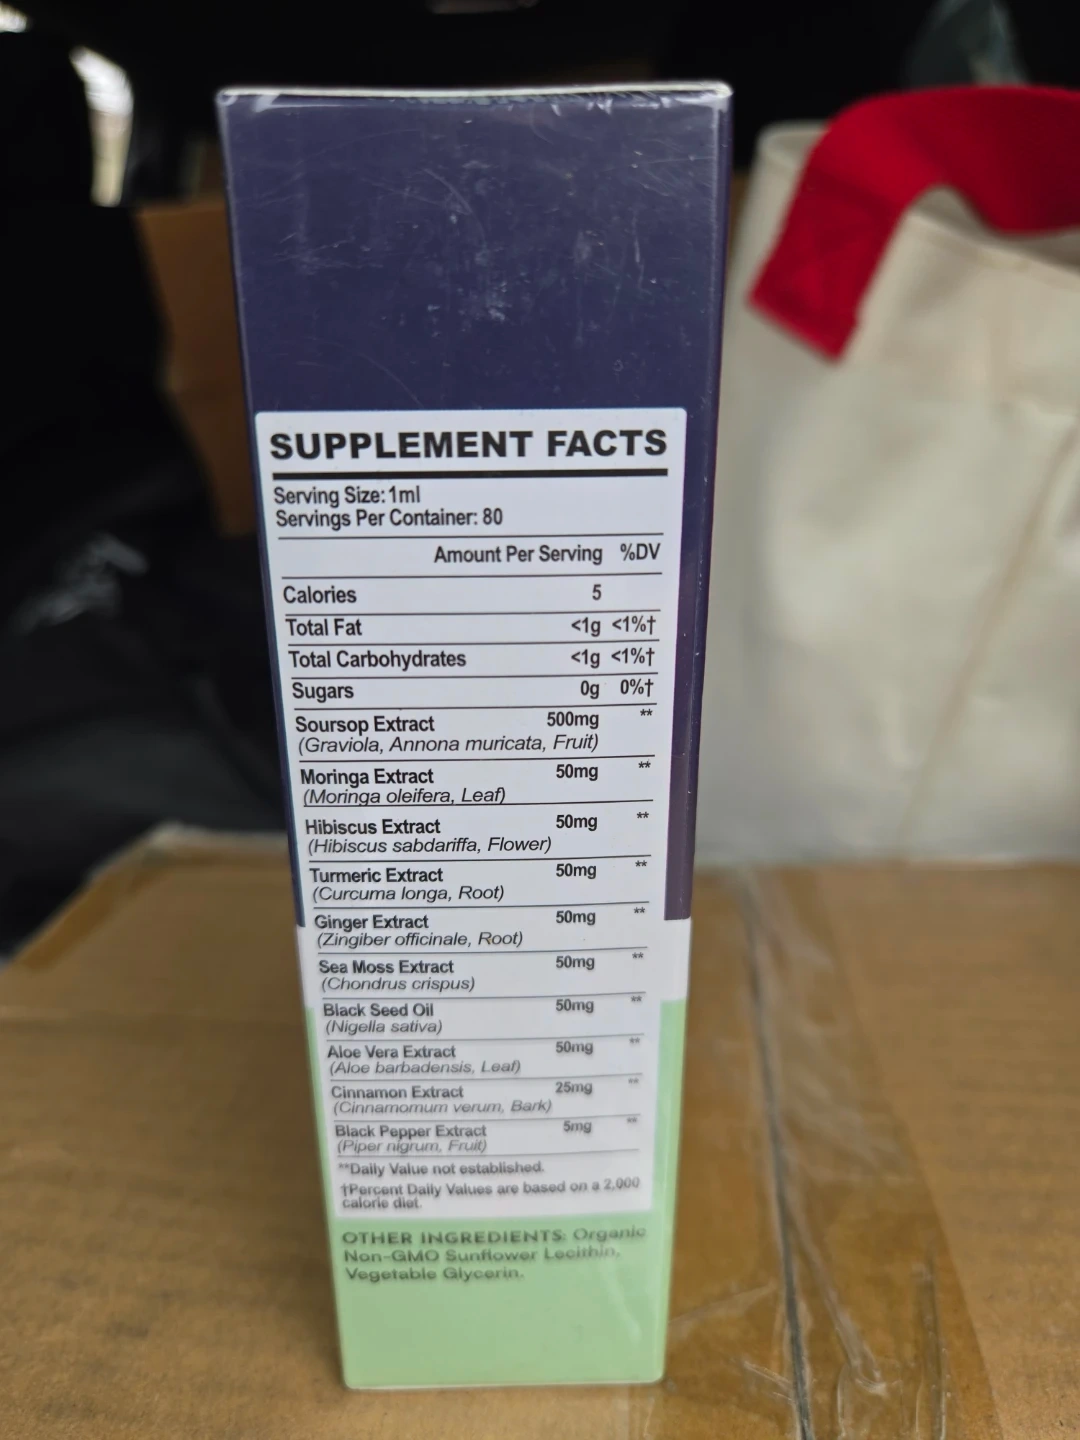 SUPPLEMENT FACTS
Serving Size: 1ml
Servings Per Container: 80
Amount Per Serving %DV
Calories 5
Total Fat <1g <1%†
Total Carbohydrates <1g <1%†
Sugars 0g 0%†
Soursop Extract 500mg **
(Graviola, Annona muricata, Fruit)
Moringa Extract 50mg **
(Moringa oleifera, Leaf)
Hibiscus Extract 50mg **
(Hibiscus sabdariffa, Flower)
Turmeric Extract 50mg **
(Curcuma longa, Root)
Ginger Extract 50mg **
(Zingiber officinale, Root)
Sea Moss Extract 50mg **
(Chondrus crispus)
Black Seed Oil 50mg **
(Nigella sativa)
Aloe Vera Extract 50mg **
(Aloe barbadensis, Leaf)
Cinnamon Extract 25mg **
(Cinnamomum verum, Bark)
Black Pepper Extract 5mg **
(Piper nigrum, Fruit)
**Daily Value not established.
†Percent Daily Values are based on a 2,000
calorie diet.
OTHER INGREDIENTS: Organic
Non-GMO Sunflower Lecithin,
Vegetable Glycerin.